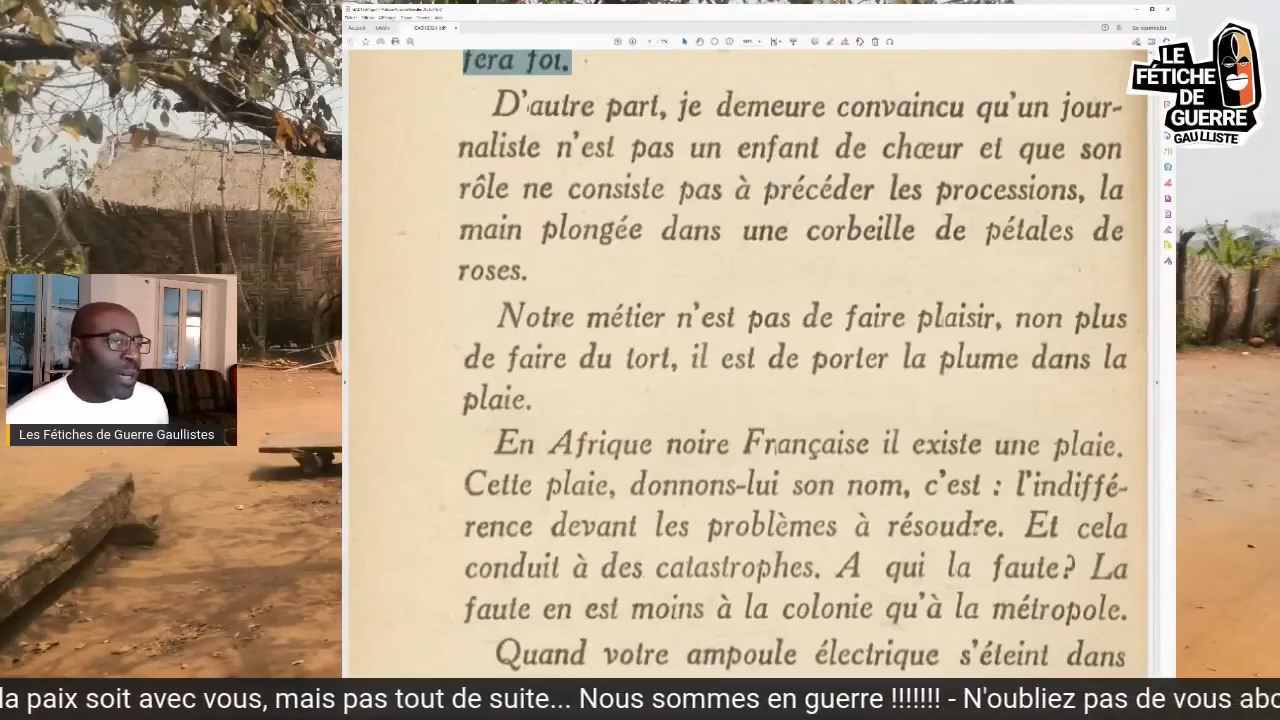 LE
FÉTICHE
DE
GUERRE
GAULLISTE
fera foi.
D'autre part, je demeure convaincu qu'un jour-
naliste n'est pas un enfant de chœur et que son
rôle ne consiste pas à précéder les processions, la
main plongée dans une corbeille de pétales de
roses.
Notre métier n'est pas de faire plaisir, non plus
de faire du tort, il est de porter la plume dans la
plaie.
En Afrique noire Française il existe une plaie.
Cette plaie, donnons-lui son nom, c'est : l'indiffé-
rence devant les problèmes à résoudre. Et cela
conduit à des catastrophes. A qui la faute? La
faute en est moins à la colonie qu'à la métropole.
Quand votre ampoule électrique s'éteint dans
Les Fétiches de Guerre Gaullistes
la paix soit avec vous, mais pas tout de suite... Nous sommes en guerre !!!!!!! - N'oubliez pas de vous abo